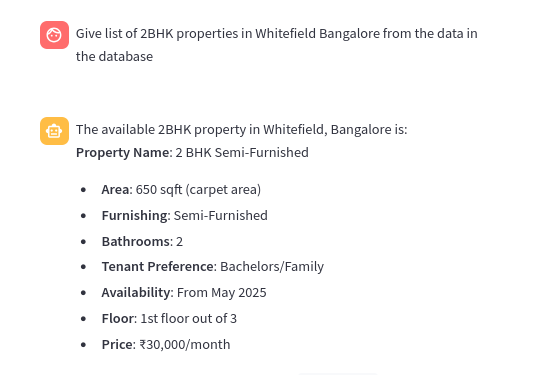 Give list of 2BHK properties in Whitefield Bangalore from the data in
the database
The available 2BHK property in Whitefield, Bangalore is:
Property Name: 2 BHK Semi-Furnished
• Area: 650 sqft (carpet area)
• Furnishing: Semi-Furnished
• Bathrooms: 2
• Tenant Preference: Bachelors/Family
• Availability: From May 2025
• Floor: 1st floor out of 3
• Price: ₹30,000/month